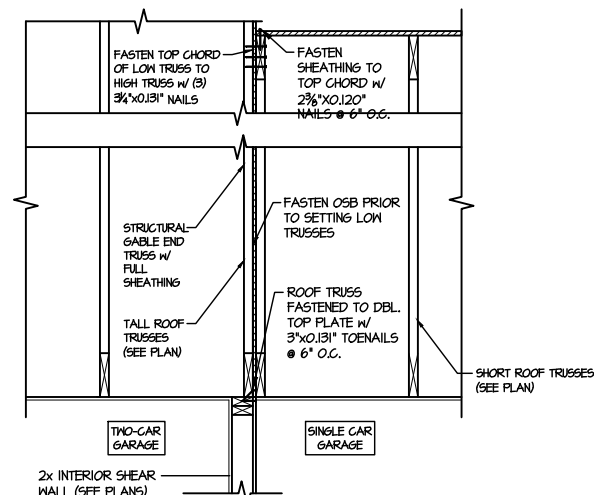 FASTEN TOP CHORD
OF LOW TRUSS TO
HIGH TRUSS w/ (3)
3¼"x0.131" NAILS
FASTEN
SHEATHING TO
TOP CHORD w/
2⅜"x0.120"
NAILS @ 6" O.C.
FASTEN OSB PRIOR
TO SETTING LOW
TRUSSES
STRUCTURAL
GABLE END
TRUSS w/
FULL
SHEATHING
TALL ROOF
TRUSSES
(SEE PLAN)
ROOF TRUSS
FASTENED TO DBL.
TOP PLATE w/
3"x0.131" TOENAILS
@ 6" O.C.
SHORT ROOF TRUSSES
(SEE PLAN)
TWO-CAR
GARAGE
SINGLE CAR
GARAGE
2x INTERIOR SHEAR
WALL (SEE PLANS)